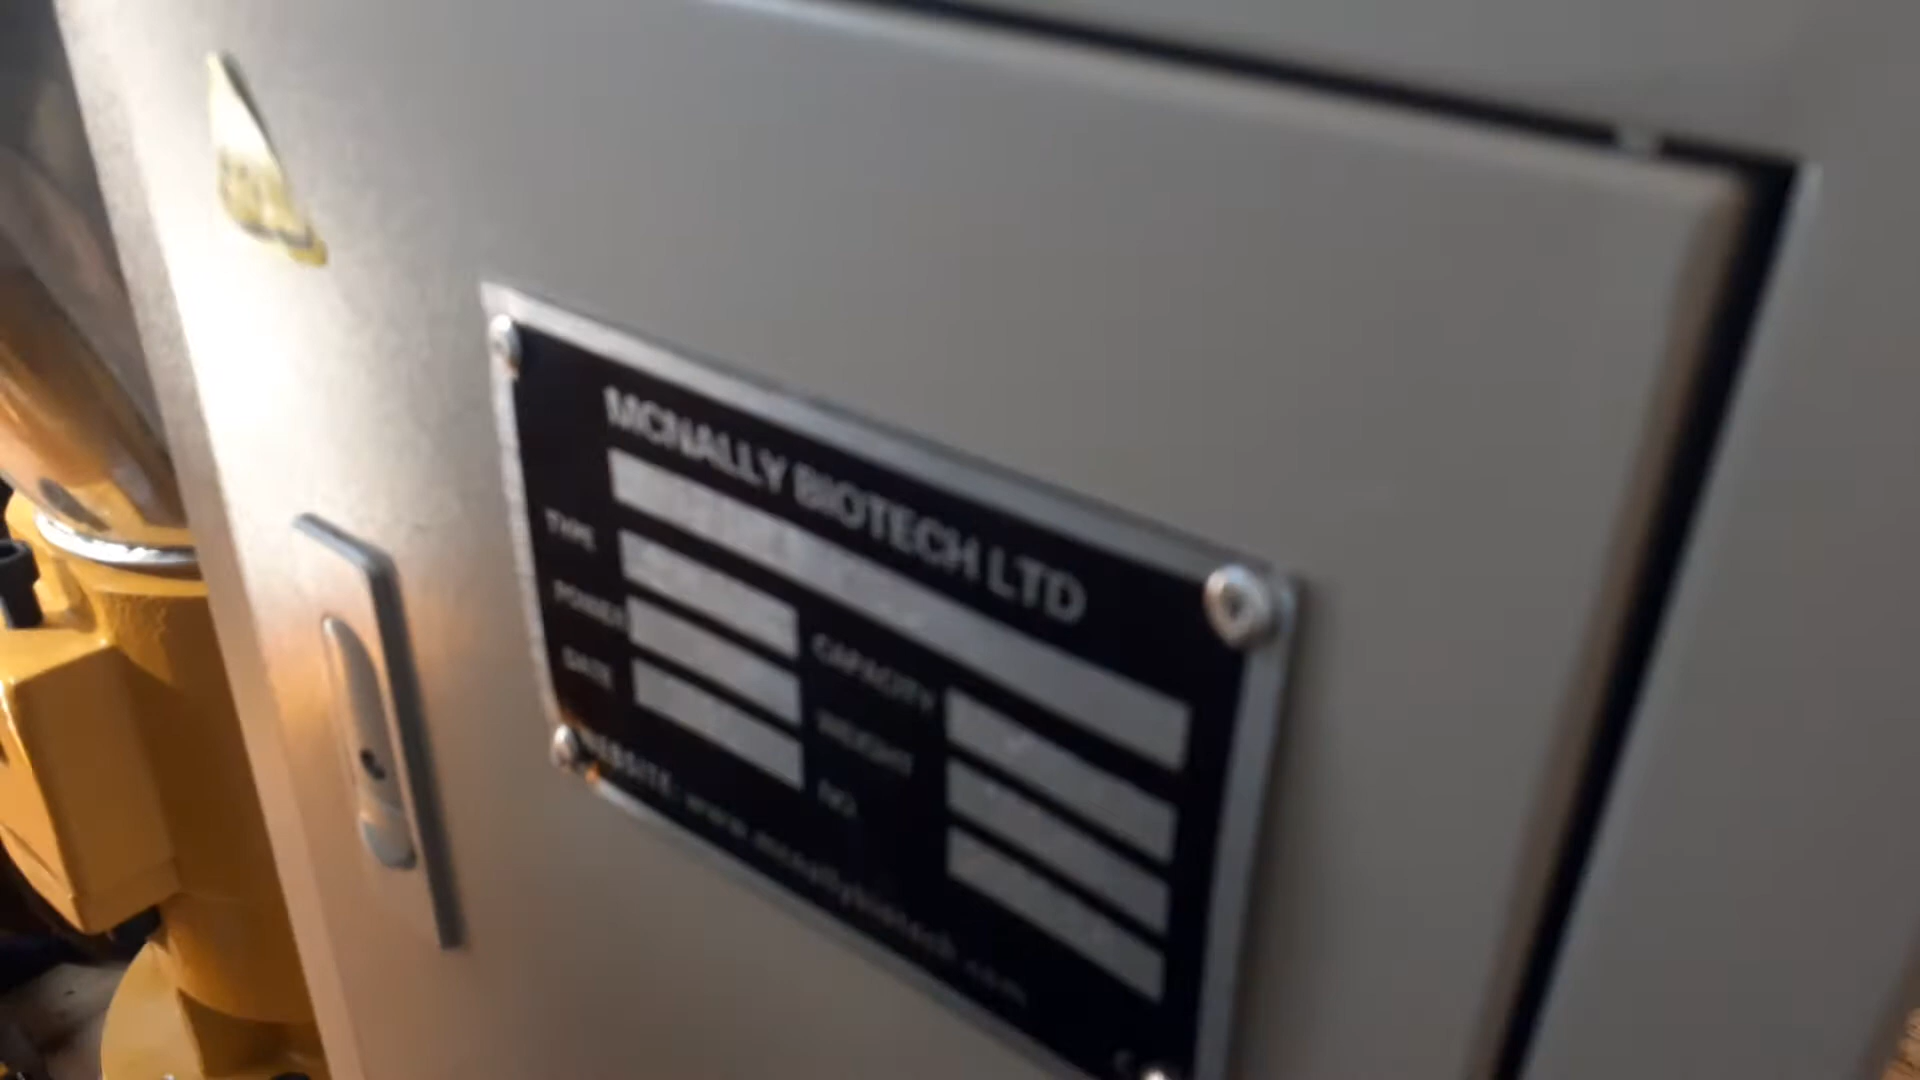 MCNALLY BIOTECH LTD
TYPE
POWER
CAPACITY
DATE
WEIGHT
NO
WEBSITE: www.mcnallybiotech.com